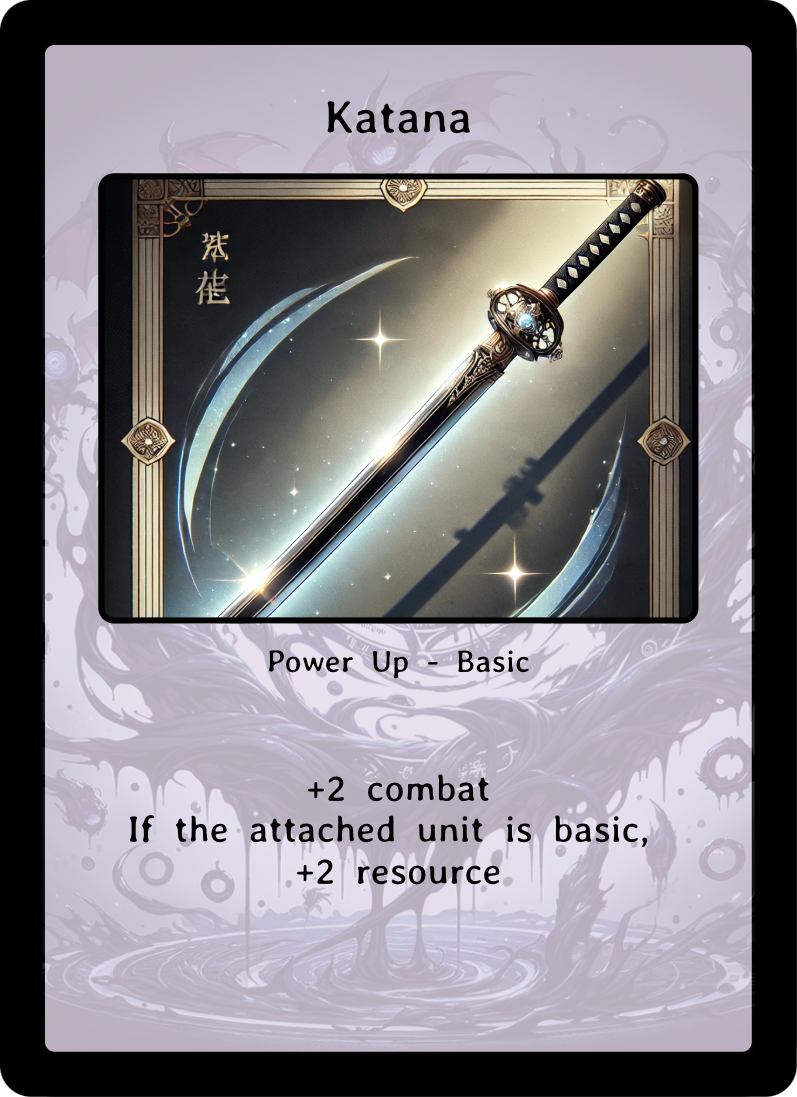 Katana
Power Up - Basic
+2 combat
If the attached unit is basic,
+2 resource